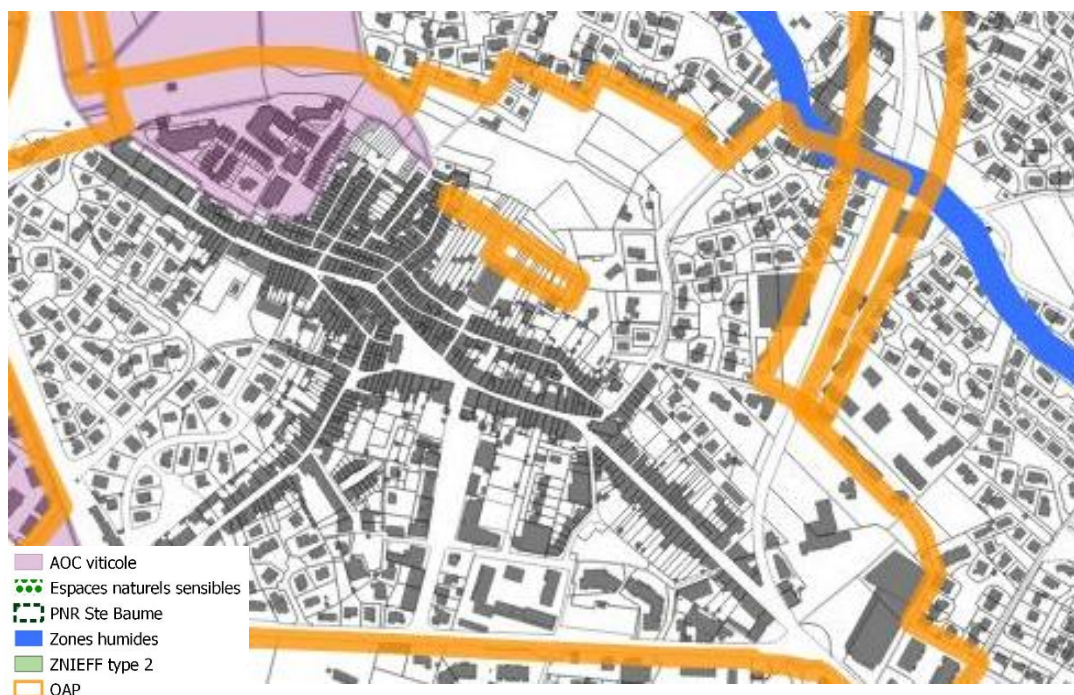 AOC viticole
Espaces naturels sensibles
PNR Ste Baume
Zones humides
ZNIEFF type 2
OAP